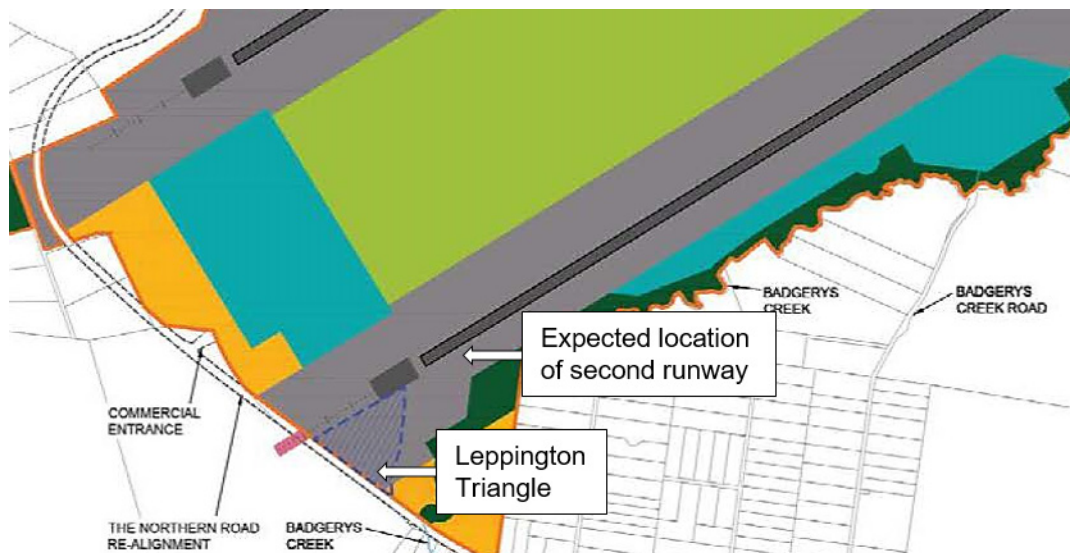 BADGERYS
CREEK
BADGERYS
CREEK ROAD
Expected location
of second runway
COMMERCIAL
ENTRANCE
Leppington
Triangle
THE NORTHERN ROAD
RE-ALIGNMENT
BADGERYS
CREEK